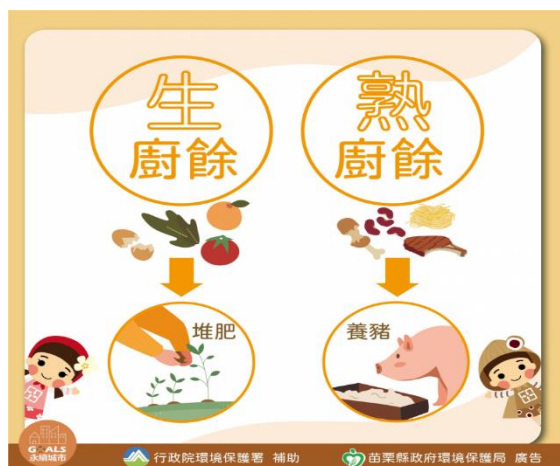 生
廚餘
熟
廚餘
堆肥
養豬
GOALS
永續城市
行政院環境保護署 補助
苗栗縣政府環境保護局 廣告